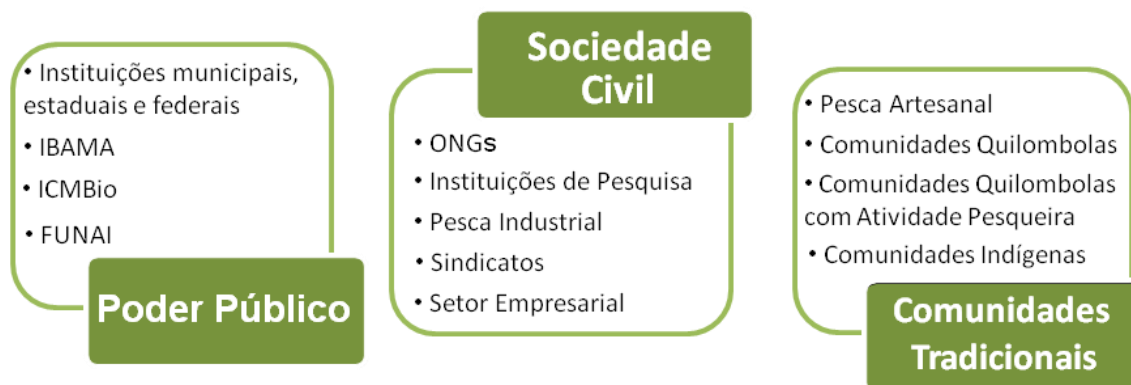 • Instituições municipais,
estaduais e federais
• IBAMA
• ICMBio
• FUNAI
Poder Público
Sociedade
Civil
• ONGs
• Instituições de Pesquisa
• Pesca Industrial
• Sindicatos
• Setor Empresarial
• Pesca Artesanal
• Comunidades Quilombolas
• Comunidades Quilombolas
com Atividade Pesqueira
• Comunidades Indígenas
Comunidades
Tradicionais